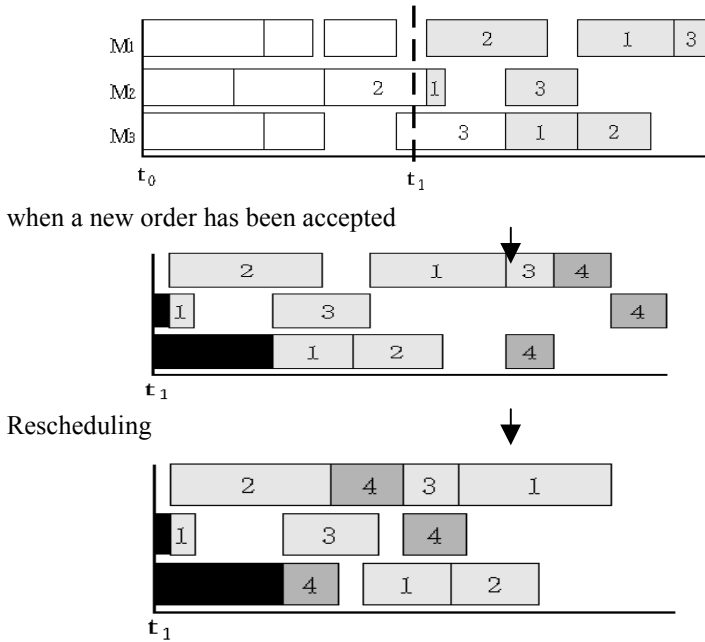 M1 2 1 3
M2 2 1 3
M3 3 1 2
t0 t1
when a new order has been accepted
2 1 3 4
1 3 4
1 2 4
t1
Rescheduling
2 4 3 1
1 3 4
4 1 2
t1